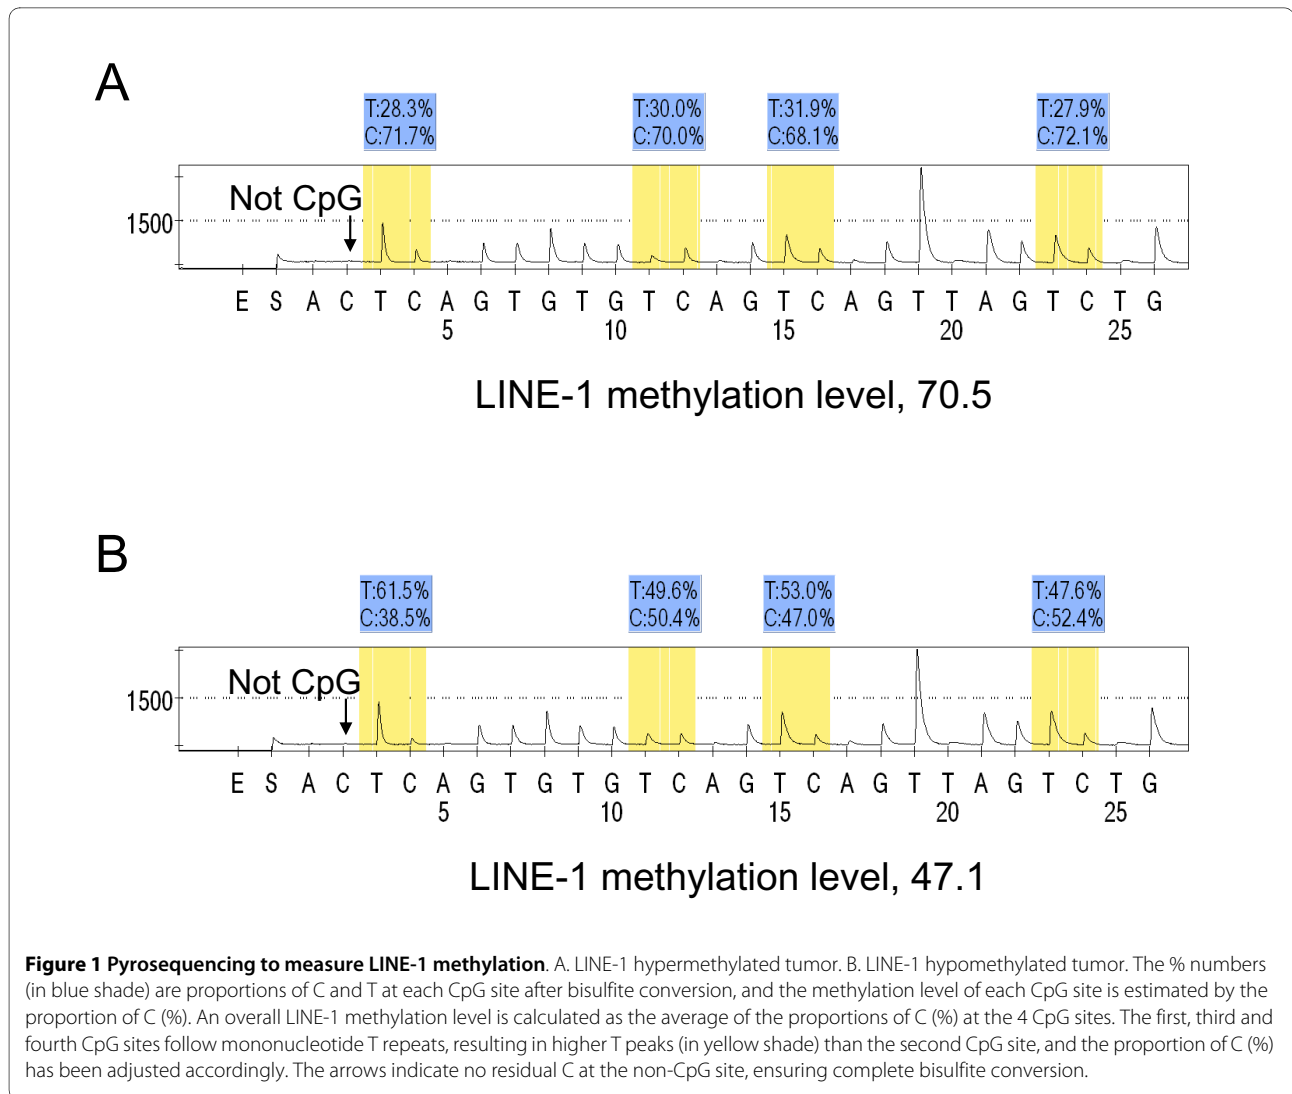 A
T:28.3%
C:71.7%
T:30.0%
C:70.0%
T:31.9%
C:68.1%
T:27.9%
C:72.1%
Not CpG
1500
E S A C T C A G T G T G T C A G T C A G T T A G T C T G
5 10 15 20 25
LINE-1 methylation level, 70.5
B
T:61.5%
C:38.5%
T:49.6%
C:50.4%
T:53.0%
C:47.0%
T:47.6%
C:52.4%
Not CpG
1500
E S A C T C A G T G T G T C A G T C A G T T A G T C T G
5 10 15 20 25
LINE-1 methylation level, 47.1
Figure 1 Pyrosequencing to measure LINE-1 methylation. A. LINE-1 hypermethylated tumor. B. LINE-1 hypomethylated tumor. The % numbers
(in blue shade) are proportions of C and T at each CpG site after bisulfite conversion, and the methylation level of each CpG site is estimated by the
proportion of C (%). An overall LINE-1 methylation level is calculated as the average of the proportions of C (%) at the 4 CpG sites. The first, third and
fourth CpG sites follow mononucleotide T repeats, resulting in higher T peaks (in yellow shade) than the second CpG site, and the proportion of C (%)
has been adjusted accordingly. The arrows indicate no residual C at the non-CpG site, ensuring complete bisulfite conversion.